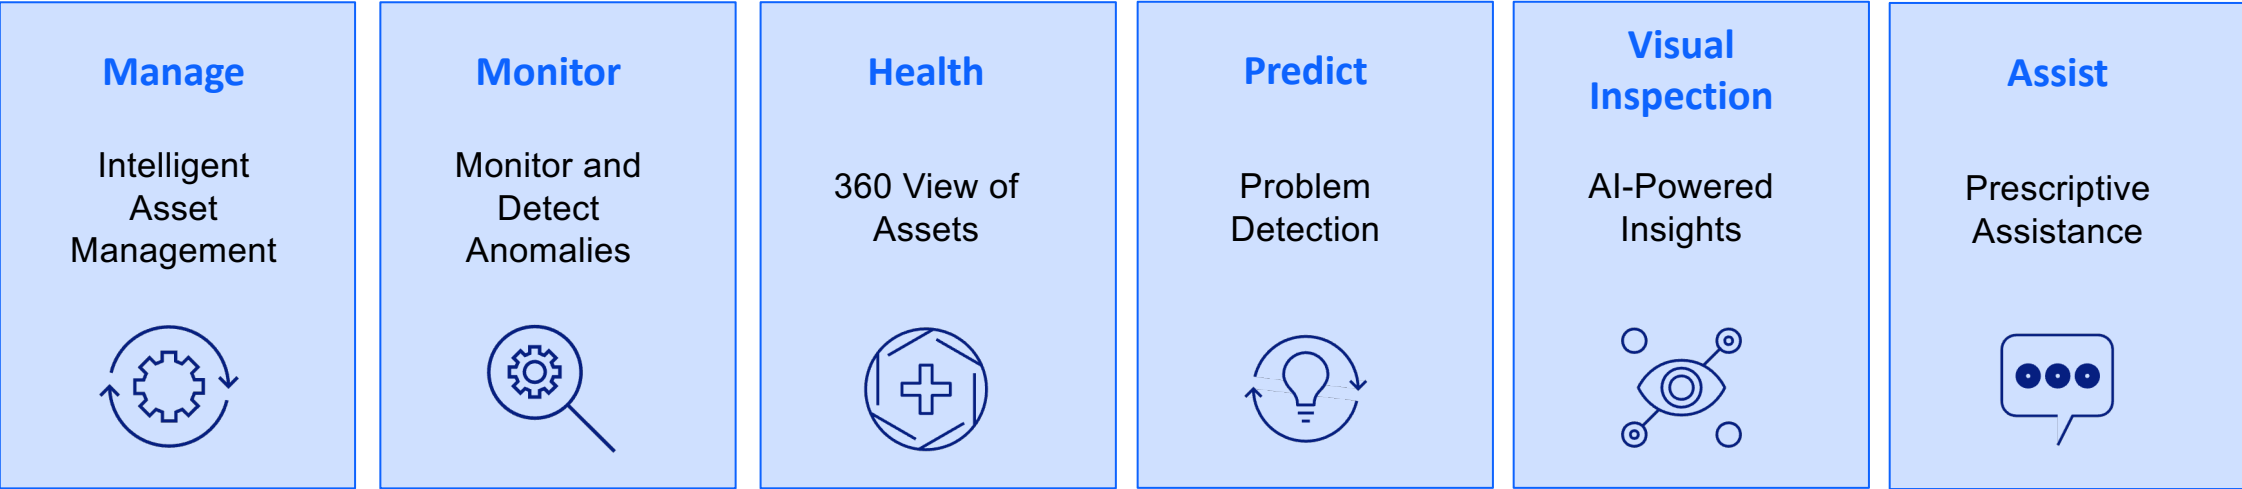 Manage
Intelligent
Asset
Management
Monitor
Monitor and
Detect
Anomalies
Health
360 View of
Assets
Predict
Problem
Detection
Visual
Inspection
AI-Powered
Insights
Assist
Prescriptive
Assistance